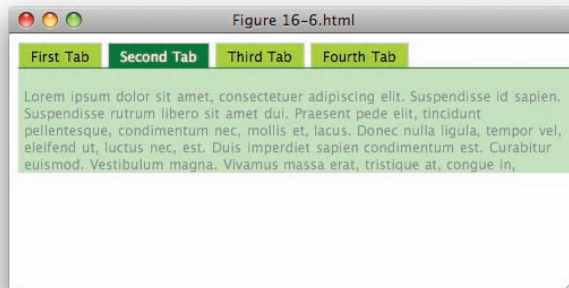 Figure 16-6.html
First Tab Second Tab Third Tab Fourth Tab
Lorem ipsum dolor sit amet, consectetuer adipiscing elit. Suspendisse id sapien.
Suspendisse rutrum libero sit amet dui. Praesent pede elit, tincidunt
pellentesque, condimentum nec, mollis et, lacus. Donec nulla ligula, tempor vel,
eleifend ut, luctus nec, est. Duis imperdiet sapien condimentum est. Curabitur
euismod. Vestibulum magna. Vivamus massa erat, tristique at, congue in,